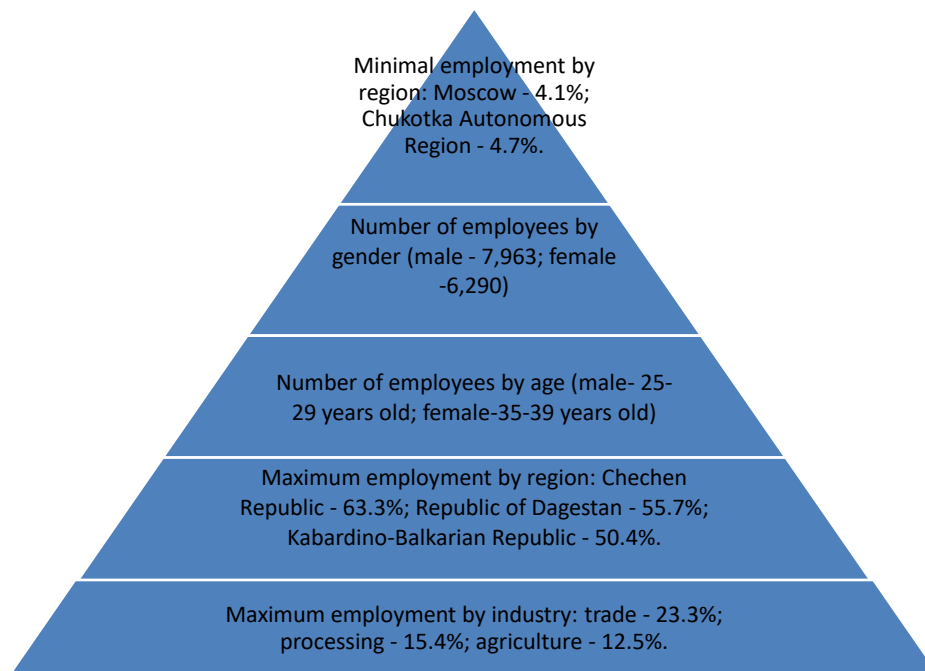 Minimal employment by
region: Moscow - 4.1%;
Chukotka Autonomous
Region - 4.7%.
Number of employees by
gender (male - 7,963; female
-6,290)
Number of employees by age (male- 25-
29 years old; female-35-39 years old)
Maximum employment by region: Chechen
Republic - 63.3%; Republic of Dagestan - 55.7%;
Kabardino-Balkarian Republic - 50.4%.
Maximum employment by industry: trade - 23.3%;
processing - 15.4%; agriculture - 12.5%.